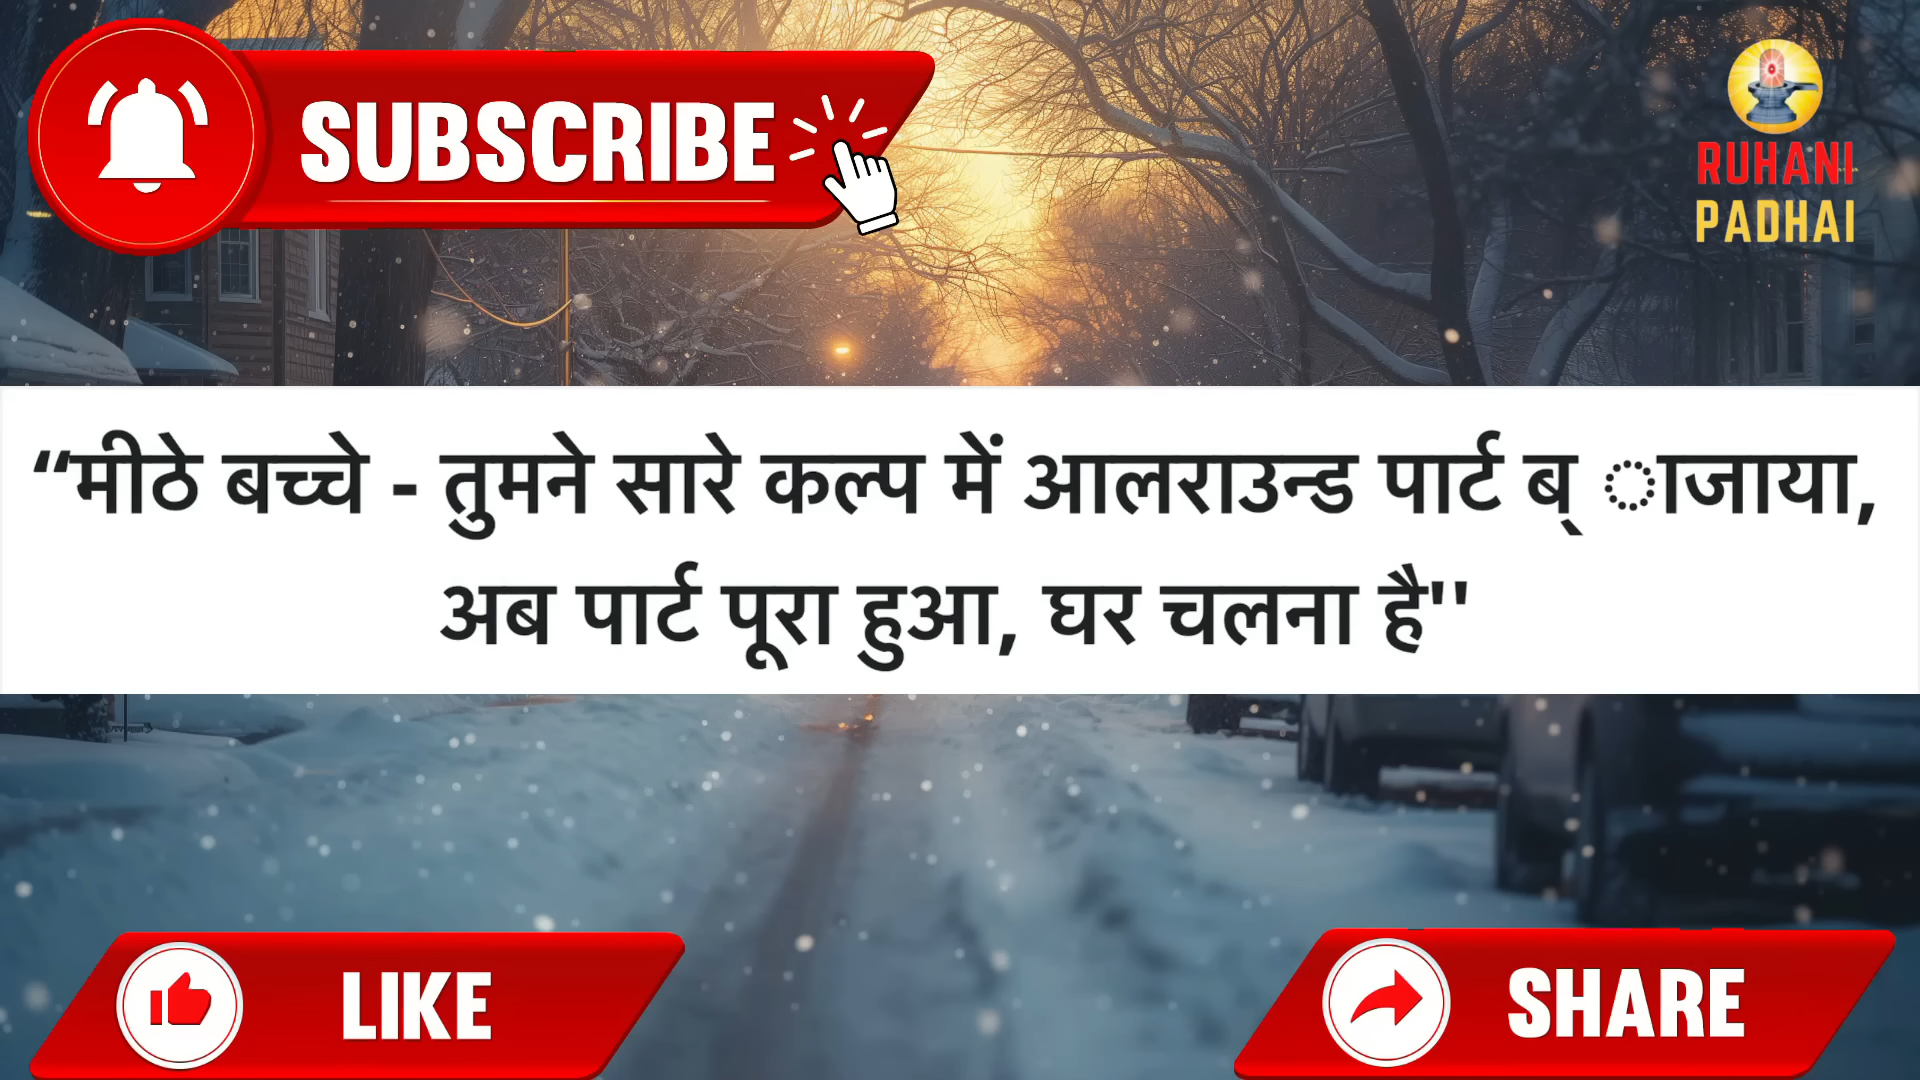 SUBSCRIBE
RUHANI
PADHAI
“मीठे बच्चे - तुमने सारे कल्प में आलराउन्ड पार्ट ब् ाजाया,
अब पार्ट पूरा हुआ, घर चलना है''
LIKE
SHARE